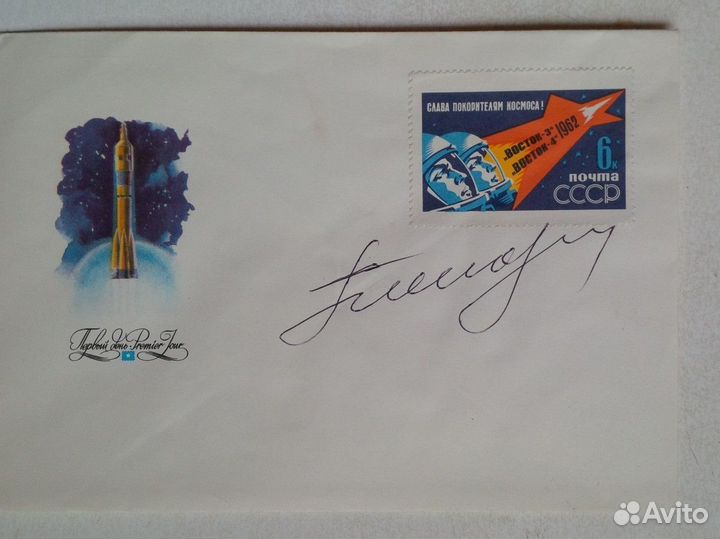 СЛАВА ПОКОРИТЕЛЯМ КОСМОСА!
„ВОСТОК-3"
„ВОСТОК-4"
1962
6к
почта
СССР
Первый день · Premier Jour
Avito